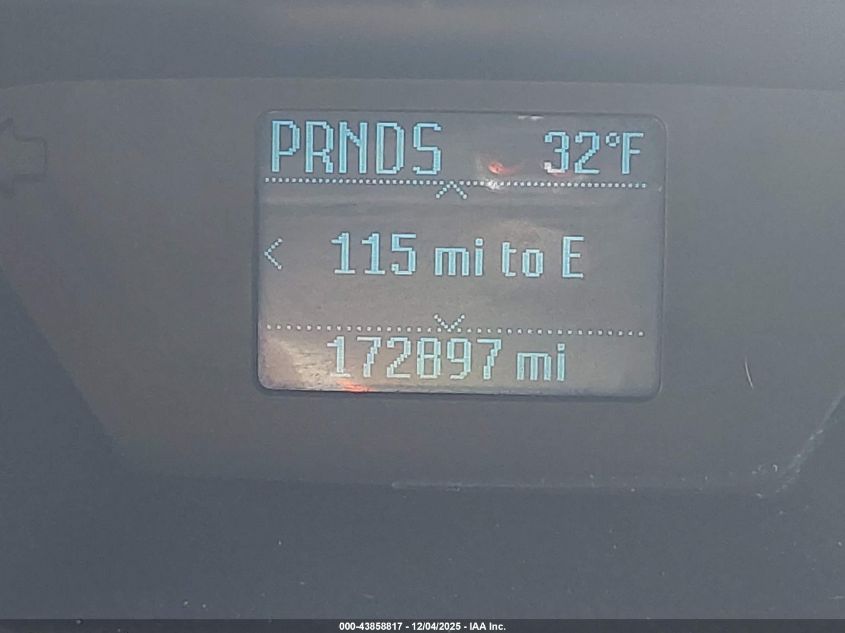 PRNDS 32°F
< 115 mi to E
172897 mi
000-43858817 - 12/04/2025 - IAA Inc.